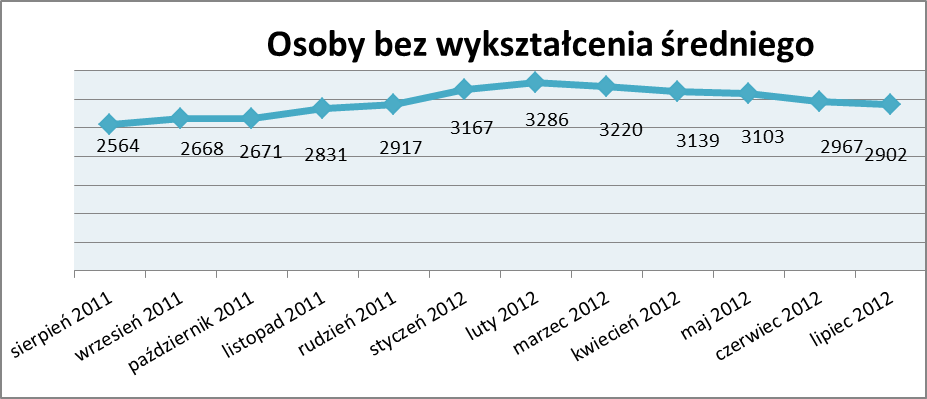 Osoby bez wykształcenia średniego
2564
2668
2671
2831
2917
3167
3286
3220
3139
3103
2967
2902
sierpień 2011
wrzesień 2011
październik 2011
listopad 2011
rudzień 2011
styczeń 2012
luty 2012
marzec 2012
kwiecień 2012
maj 2012
czerwiec 2012
lipiec 2012